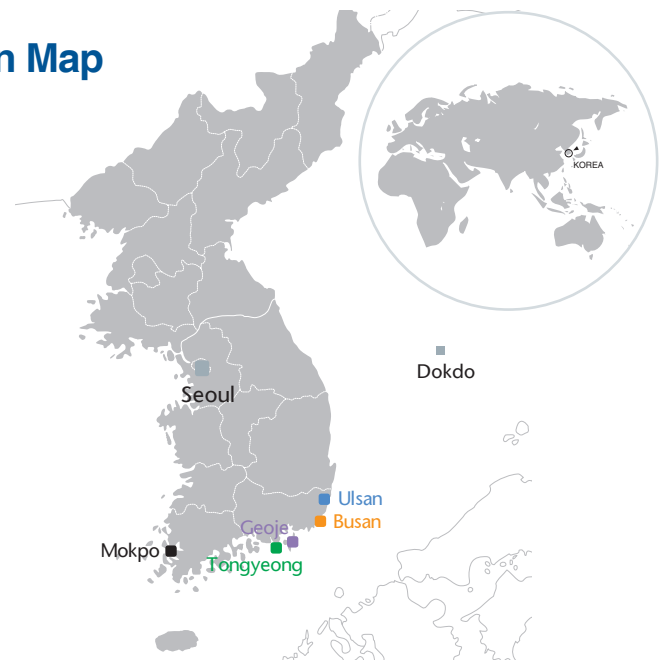 n Map
KOREA
Dokdo
Seoul
Ulsan
Busan
Geoje
Mokpo
Tongyeong